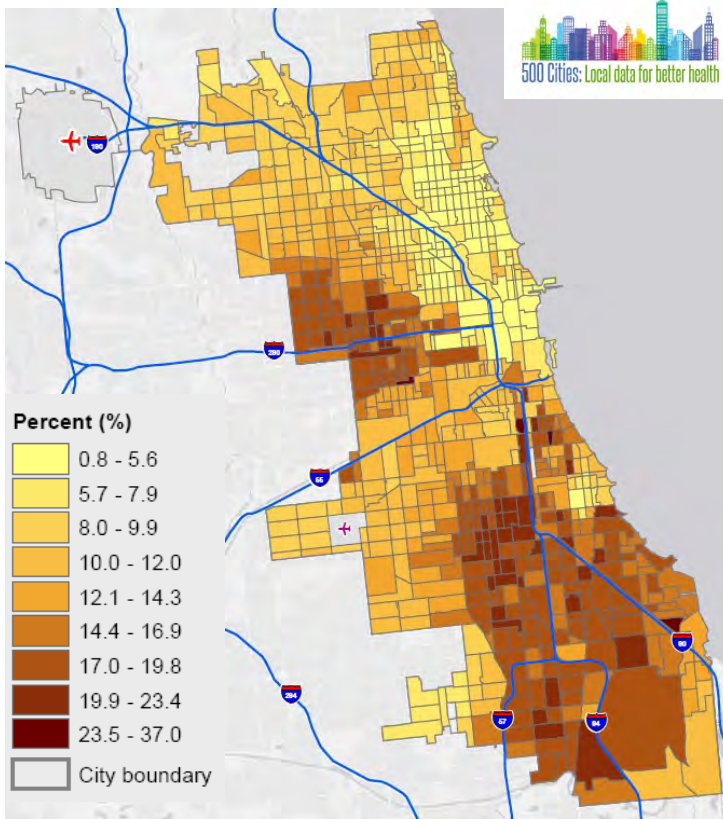 500 Cities: Local data for better health
190
290
55
Percent (%)
0.8 - 5.6
5.7 - 7.9
8.0 - 9.9
10.0 - 12.0
12.1 - 14.3
14.4 - 16.9
17.0 - 19.8
19.9 - 23.4
23.5 - 37.0
City boundary
90
294
57
94